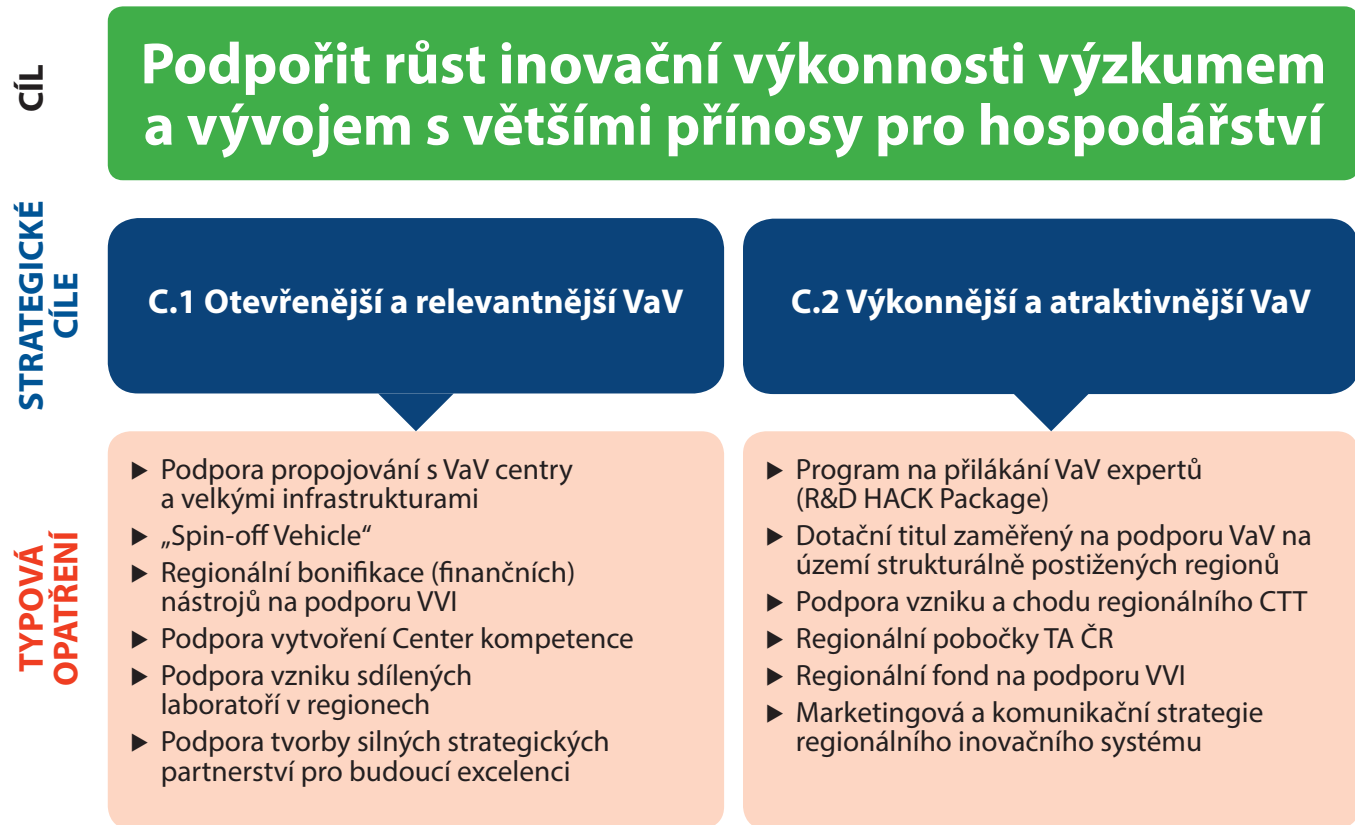 CÍL
Podpořit růst inovační výkonnosti výzkumem
a vývojem s většími přínosy pro hospodářství
STRATEGICKÉ
CÍLE
C.1 Otevřenější a relevantnější VaV
C.2 Výkonnější a atraktivnější VaV
TYPOVÁ
OPATŘENÍ
▶ Podpora propojování s VaV centry
a velkými infrastrukturami
▶ „Spin-off Vehicle“
▶ Regionální bonifikace (finančních)
nástrojů na podporu VVI
▶ Podpora vytvoření Center kompetence
▶ Podpora vzniku sdílených
laboratoří v regionech
▶ Podpora tvorby silných strategických
partnerství pro budoucí excelenci
▶ Program na přilákání VaV expertů
(R&D HACK Package)
▶ Dotační titul zaměřený na podporu VaV na
území strukturálně postižených regionů
▶ Podpora vzniku a chodu regionálního CTT
▶ Regionální pobočky TA ČR
▶ Regionální fond na podporu VVI
▶ Marketingová a komunikační strategie
regionálního inovačního systému